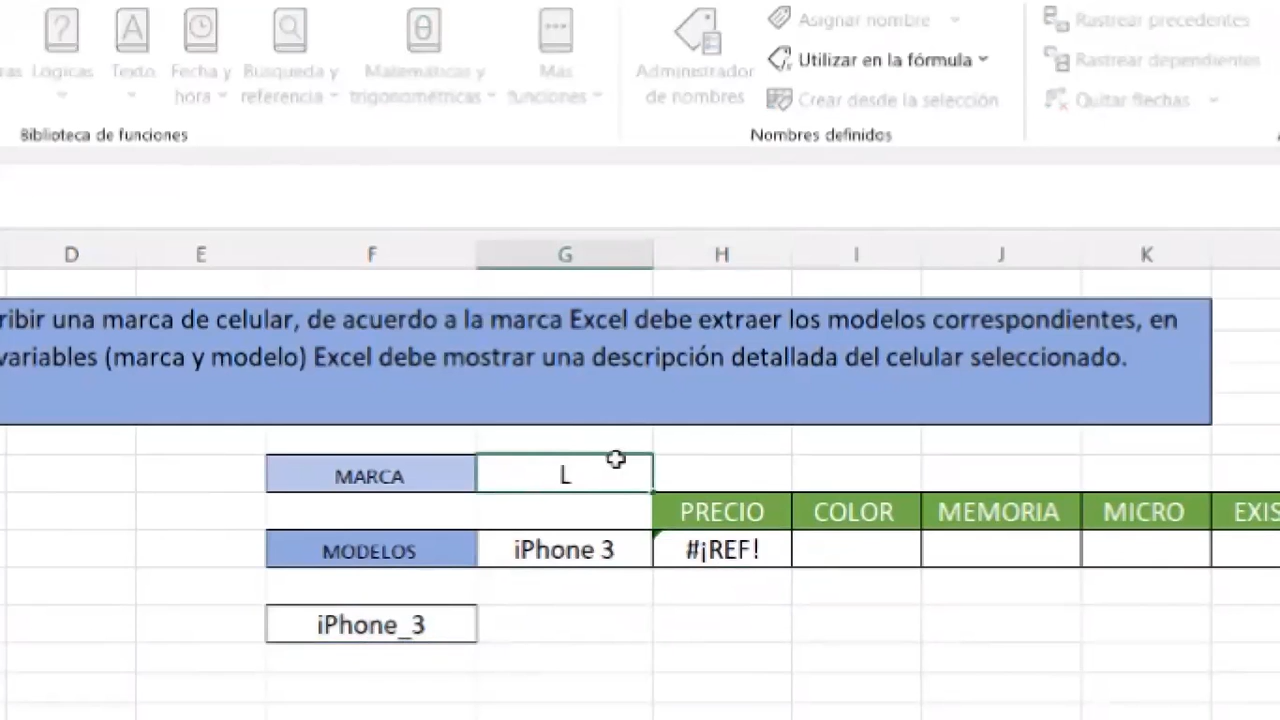 ras Lógicas Texto Fecha y hora Búsqueda y referencia Matemáticas y trigonométricas Más funciones
Biblioteca de funciones
Administrador de nombres
Asignar nombre
Utilizar en la fórmula
Crear desde la selección
Nombres definidos
Rastrear precedentes
Rastrear dependientes
Quitar flechas
D E F G H I J K
ribir una marca de celular, de acuerdo a la marca Excel debe extraer los modelos correspondientes, en
variables (marca y modelo) Excel debe mostrar una descripción detallada del celular seleccionado.
MARCA L
PRECIO COLOR MEMORIA MICRO EXIS
MODELOS iPhone 3 #¡REF!
iPhone_3